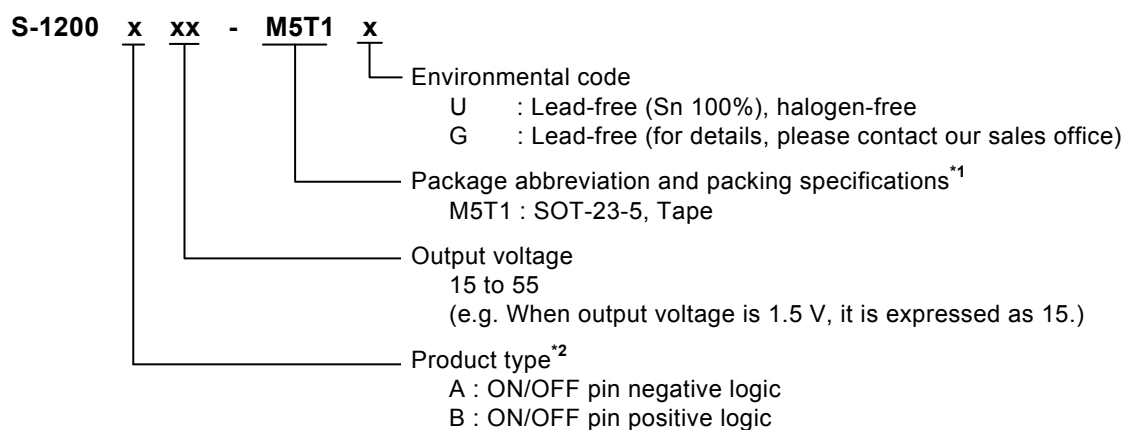 S-1200 x xx - M5T1 x
Environmental code
U : Lead-free (Sn 100%), halogen-free
G : Lead-free (for details, please contact our sales office)
Package abbreviation and packing specifications*1
M5T1 : SOT-23-5, Tape
Output voltage
15 to 55
(e.g. When output voltage is 1.5 V, it is expressed as 15.)
Product type*2
A : ON/OFF pin negative logic
B : ON/OFF pin positive logic